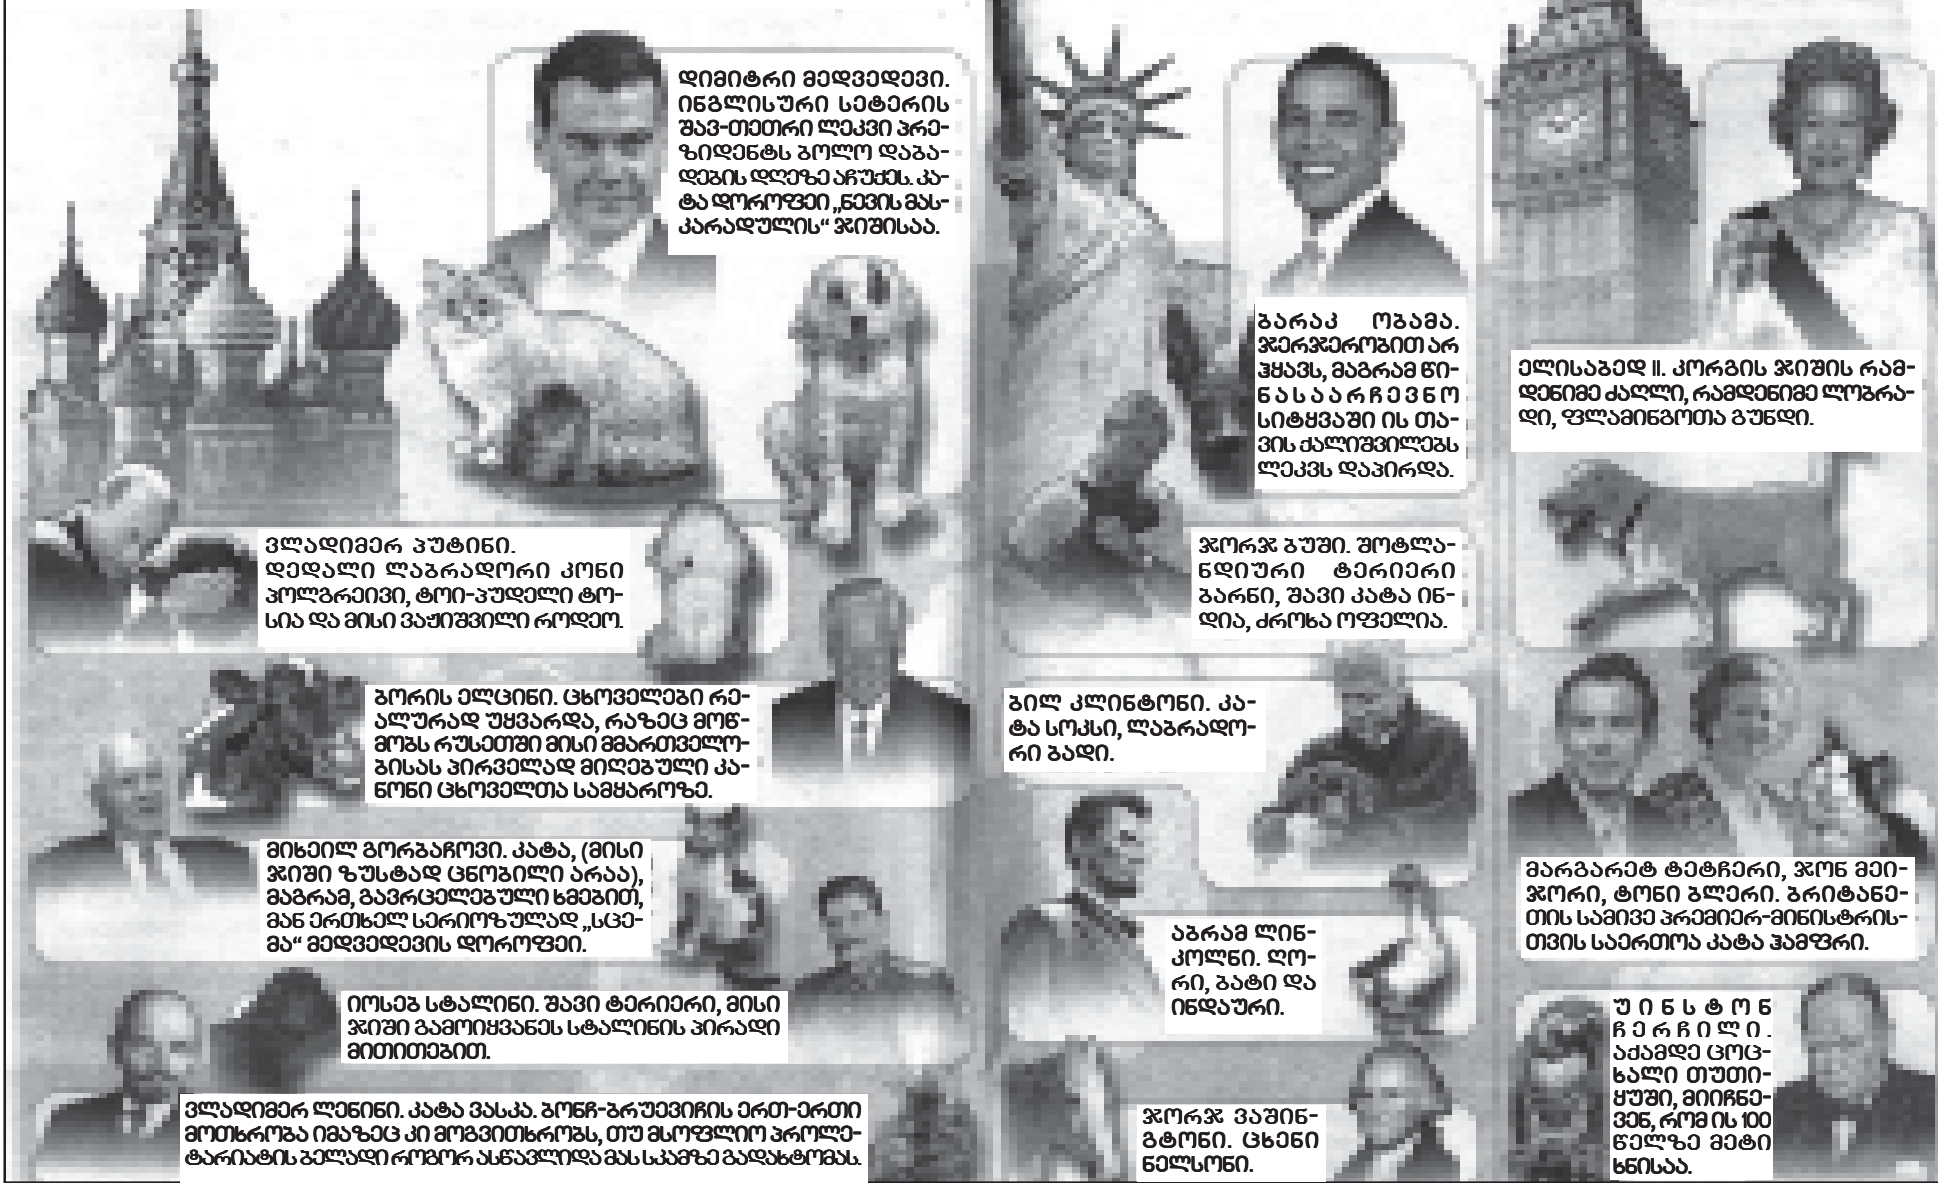 დიმიტრი მედვედევი.
ინგლისური სეტერის
შავ-თეთრი ლეკვი პრე-
ზიდენტს ბოლო დაბა-
დების დღეზე აჩუქეს. კა-
ტა დოროფეი „ნევის მას-
კარადულის“ ჯიშისაა.
ვლადიმერ პუტინი.
დედალი ლაბრადორი კონი
პოლგრეივი, ტოი-პუდელი ტო-
სია და მისი ვაჟიშვილი როდეო.
ბორის ელცინი. ცხოველები რე-
ალურად უყვარდა, რაზეც მოწ-
მობს რუსეთში მისი მმართველო-
ბისას პირველად მიღებული კა-
ნონი ცხოველთა სამყაროზე.
მიხეილ გორბაჩოვი. კატა, (მისი
ჯიში ზუსტად ცნობილი არაა),
მაგრამ, გავრცელებული ხმებით,
მან ერთხელ სერიოზულად „სცე-
მა“ მედვედევის დოროფეი.
იოსებ სტალინი. შავი ტერიერი, მისი
ჯიში გამოიყვანეს სტალინის პირადი
მითითებით.
ვლადიმერ ლენინი. კატა ვასკა. ბონჩ-ბრუევიჩის ერთ-ერთი
მოთხრობა იმაზეც კი მოგვითხრობს, თუ მსოფლიო პროლე-
ტარიატის ბელადი როგორ ასწავლიდა მას სკამზე გადახტომას.
ბარაკ ობამა.
ჯერჯერობით არ
ჰყავს, მაგრამ წი-
ნასაარჩევნო
სიტყვაში ის თა-
ვის ქალიშვილებს
ლეკვს დაპირდა.
ჯორჯ ბუში. შოტლა-
ნდიური ტერიერი
ბარნი, შავი კატა ინ-
დია, ძროხა ოფელია.
ბილ კლინტონი. კა-
ტა სოკსი, ლაბრადო-
რი ბადი.
აბრამ ლინ-
კოლნი. ღო-
რი, ბატი და
ინდაური.
ჯორჯ ვაშინ-
გტონი. ცხენი
ნელსონი.
ელისაბედ II. კორგის ჯიშის რამ-
დენიმე ძაღლი, რამდენიმე ლობრა-
დი, ფლამინგოთა გუნდი.
მარგარეტ ტეტჩერი, ჯონ მეი-
ჯორი, ტონი ბლერი. ბრიტანე-
თის სამივე პრემიერ-მინისტრის-
თვის საერთოა კატა ჰამფრი.
უინსტონ
ჩერჩილი.
აქამდე ცოც-
ხალი თუთი-
ყუში, მიიჩნე-
ვენ, რომ ის 100
წელზე მეტი
ხნისაა.